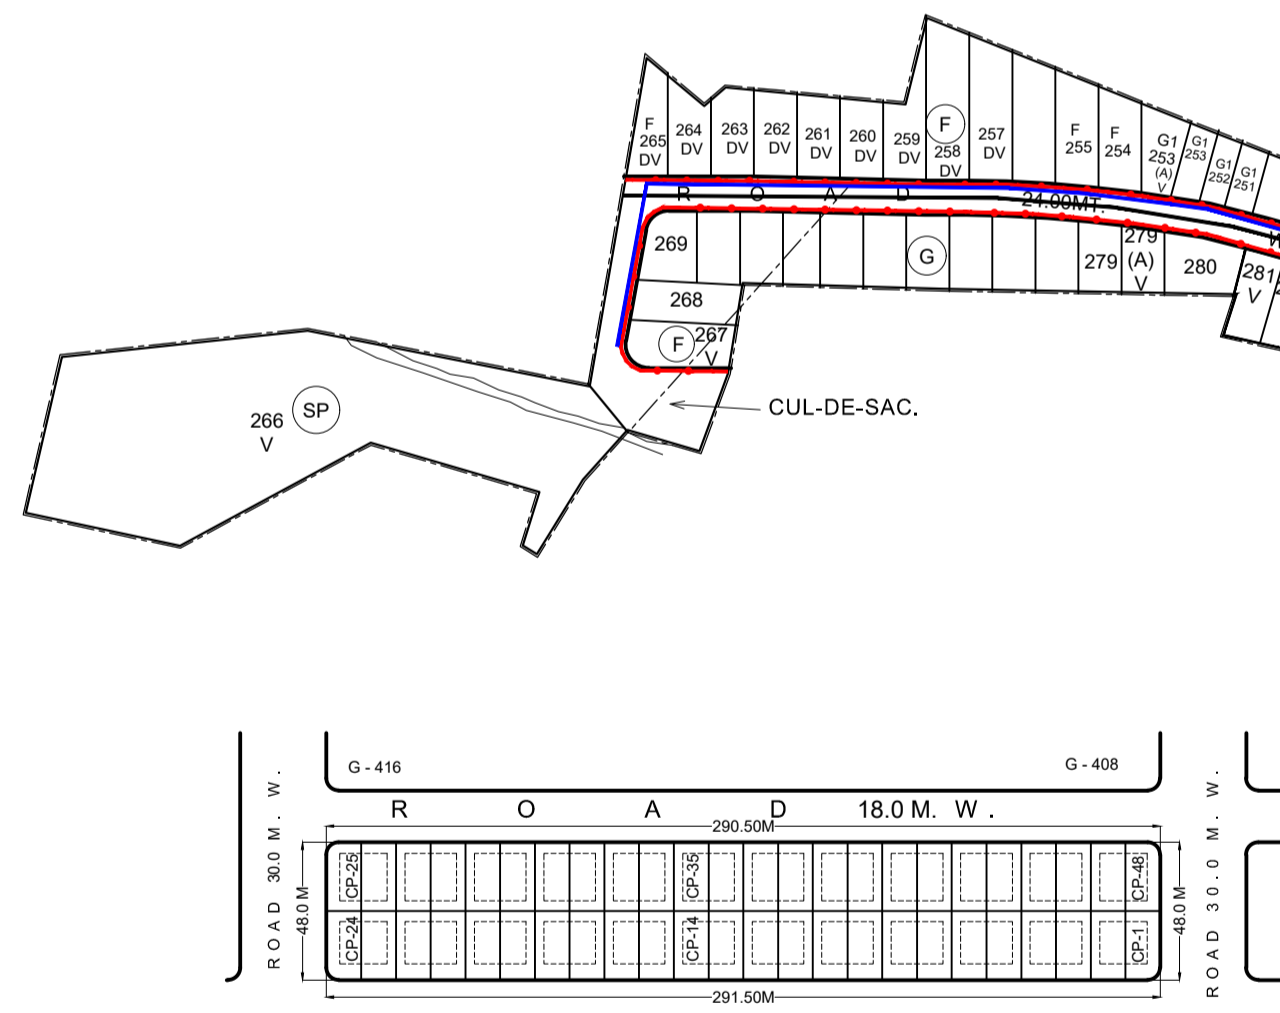 F
265
DV
264
DV
263
DV
262
DV
261
DV
260
DV
259
DV
F
258
DV
257
DV
F
255
F
254
G1
253
(A)
V
G1
253
G1
252
G1
251
R O A D 24.00MT. W
269
G
279
279
(A)
V
280
281
V
268
F
267
V
CUL-DE-SAC.
SP
266
V
G - 416
G - 408
R O A D 18.0 M. W .
290.50M
ROAD 30.0 M. W.
48.0 M
CP-25
CP-35
CP-48
CP-24
CP-14
CP-1
48.0 M
ROAD 30.0 M. W.
291.50M